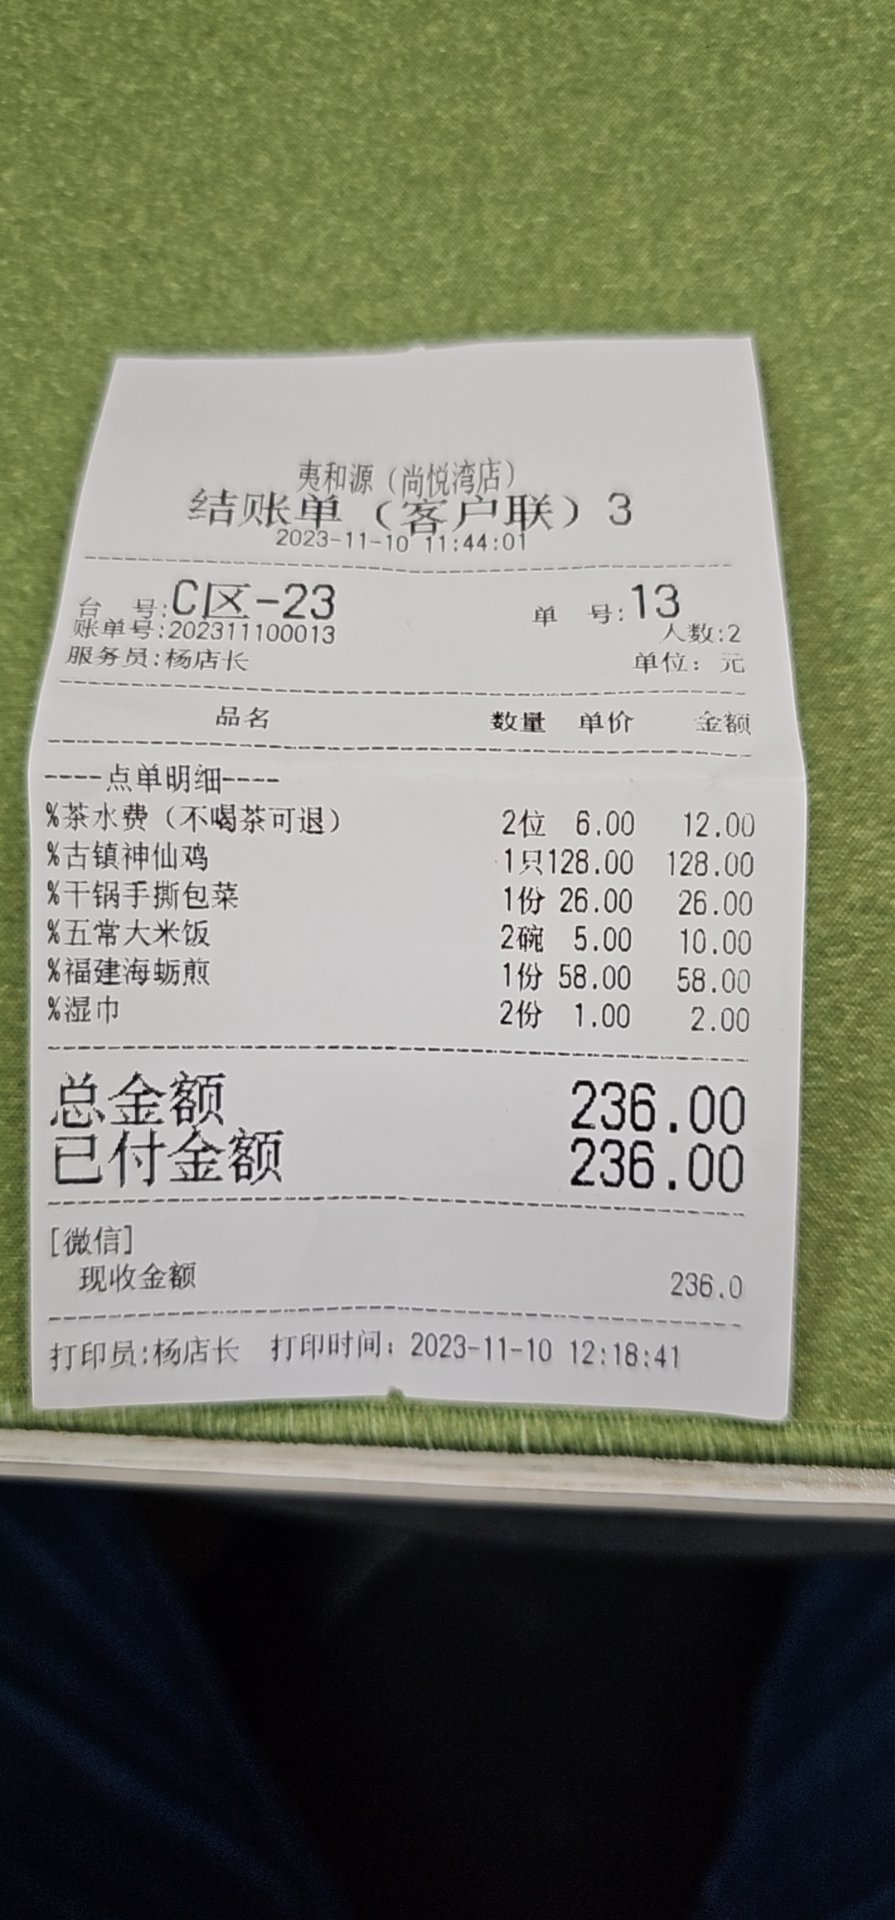 夷和源（尚悦湾店）
结账单（客户联）3
2023-11-10 11:44:01
台 号:C区-23 单 号:13
账单号:202311100013 人数:2
服务员:杨店长 单位：元
品名 数量 单价 金额
----点单明细----
%茶水费（不喝茶可退） 2位 6.00 12.00
%古镇神仙鸡 1只128.00 128.00
%干锅手撕包菜 1份 26.00 26.00
%五常大米饭 2碗 5.00 10.00
%福建海蛎煎 1份 58.00 58.00
%湿巾 2份 1.00 2.00
总金额 236.00
已付金额 236.00
[微信]
现收金额 236.0
打印员:杨店长 打印时间：2023-11-10 12:18:41